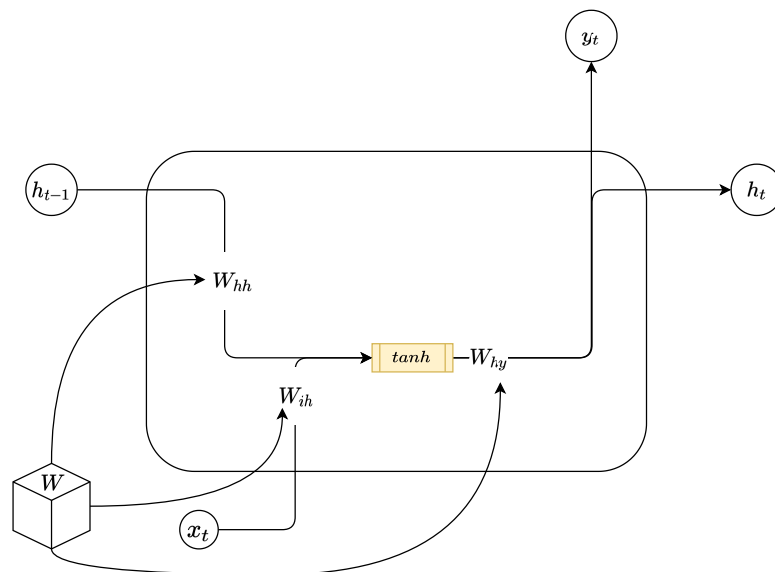 y_t
h_{t-1}
h_t
W_{hh}
tanh
W_{hy}
W_{ih}
W
x_t